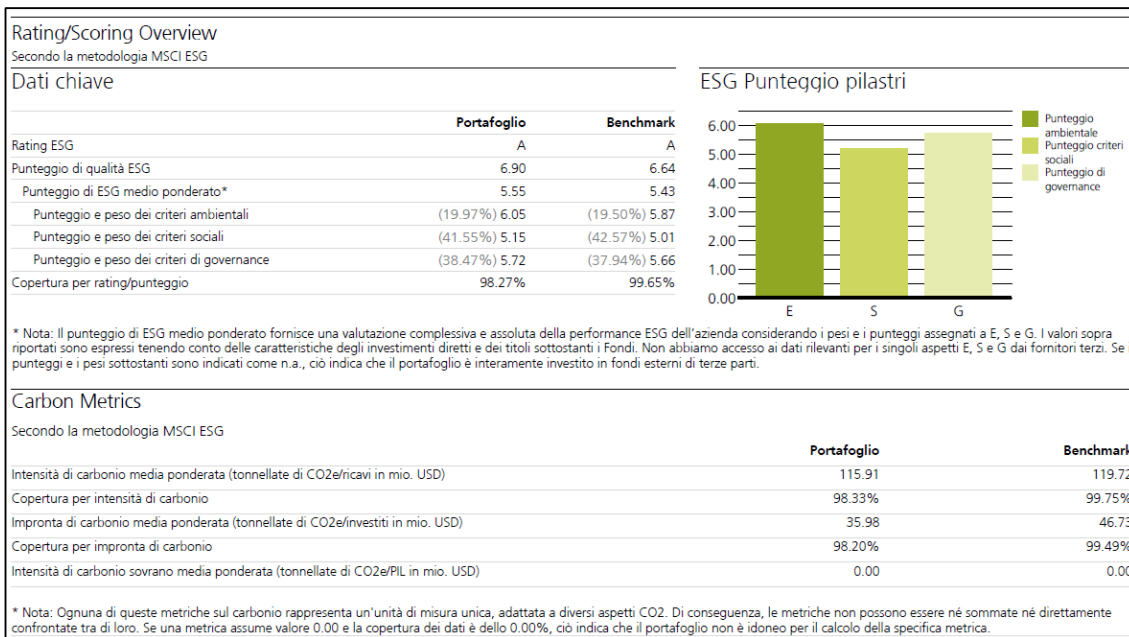 Rating/Scoring Overview
Secondo la metodologia MSCI ESG
Dati chiave
Portafoglio Benchmark
Rating ESG A A
Punteggio di qualità ESG 6.90 6.64
Punteggio di ESG medio ponderato* 5.55 5.43
Punteggio e peso dei criteri ambientali (19.97%) 6.05 (19.50%) 5.87
Punteggio e peso dei criteri sociali (41.55%) 5.15 (42.57%) 5.01
Punteggio e peso dei criteri di governance (38.47%) 5.72 (37.94%) 5.66
Copertura per rating/punteggio 98.27% 99.65%
ESG Punteggio pilastri
6.00
5.00
4.00
3.00
2.00
1.00
0.00
E S G
Punteggio
ambientale
Punteggio criteri
sociali
Punteggio di
governance
* Nota: Il punteggio di ESG medio ponderato fornisce una valutazione complessiva e assoluta della performance ESG dell'azienda considerando i pesi e i punteggi assegnati a E, S e G. I valori sopra
riportati sono espressi tenendo conto delle caratteristiche degli investimenti diretti e dei titoli sottostanti i Fondi. Non abbiamo accesso ai dati rilevanti per i singoli aspetti E, S e G dai fornitori terzi. Se i
punteggi e i pesi sottostanti sono indicati come n.a., ciò indica che il portafoglio è interamente investito in fondi esterni di terze parti.
Carbon Metrics
Secondo la metodologia MSCI ESG
Portafoglio Benchmark
Intensità di carbonio media ponderata (tonnellate di CO2e/ricavi in mio. USD) 115.91 119.72
Copertura per intensità di carbonio 98.33% 99.75%
Impronta di carbonio media ponderata (tonnellate di CO2e/investiti in mio. USD) 35.98 46.73
Copertura per impronta di carbonio 98.20% 99.49%
Intensità di carbonio sovrano media ponderata (tonnellate di CO2e/PIL in mio. USD) 0.00 0.00
* Nota: Ognuna di queste metriche sul carbonio rappresenta un'unità di misura unica, adattata a diversi aspetti CO2. Di conseguenza, le metriche non possono essere né sommate né direttamente
confrontate tra di loro. Se una metrica assume valore 0.00 e la copertura dei dati è dello 0.00%, ciò indica che il portafoglio non è idoneo per il calcolo della specifica metrica.